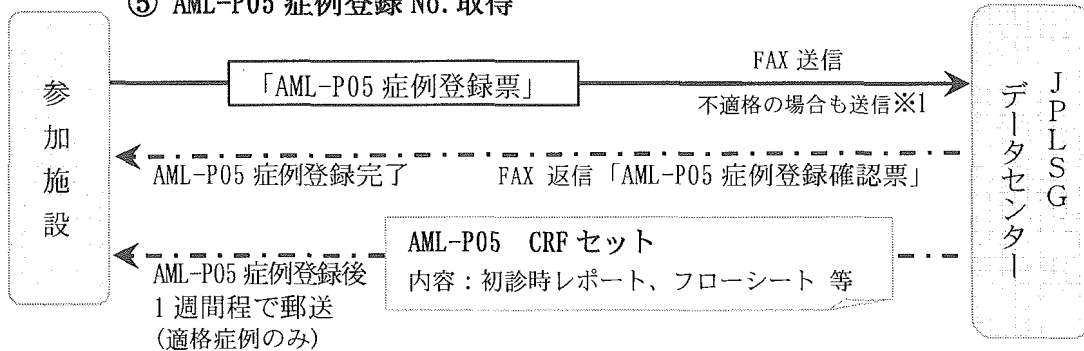 ⑤ AML-P05 症例登録 No.取得
参加施設
「AML-P05 症例登録票」
FAX 送信
不適格の場合も送信※1
JPLSG
データセンター
AML-P05 症例登録完了
FAX 返信「AML-P05 症例登録確認票」
AML-P05 CRF セット
内容：初診時レポート、フローシート 等
AML-P05 症例登録後
1 週間程で郵送
(適格症例のみ)